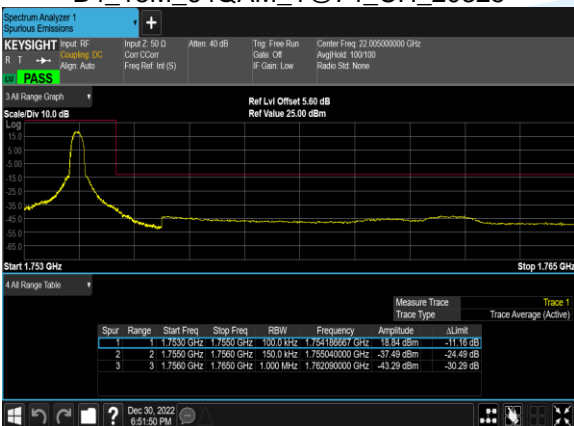 Spectrum Analyzer 1
Spurious Emissions
+
KEYSIGHT Input: RF Input Z: 50 Ω Atten: 40 dB Trig: Free Run Center Freq: 22.005000000 GHz
Coupling: DC Corr CCorr Gate: Off Avg|Hold: 100/100
R T Align: Auto Freq Ref: Int (S) IF Gain: Low Radio Std: None
PASS
3 All Range Graph
Ref Lvl Offset 5.60 dB
Scale/Div 10.0 dB Ref Value 25.00 dBm
Log
15.0
5.00
-5.00
-15.0
-25.0
-35.0
-45.0
-55.0
-65.0
Start 1.753 GHz Stop 1.765 GHz
4 All Range Table
Measure Trace Trace 1
Trace Type Trace Average (Active)
Spur Range Start Freq Stop Freq RBW Frequency Amplitude ΔLimit
1 1 1.7530 GHz 1.7550 GHz 100.0 kHz 1.754186667 GHz 18.84 dBm -11.16 dB
2 2 1.7550 GHz 1.7560 GHz 150.0 kHz 1.755040000 GHz -37.49 dBm -24.49 dB
3 3 1.7560 GHz 1.7650 GHz 1.000 MHz 1.762090000 GHz -43.29 dBm -30.29 dB
? Dec 30, 2022
6:51:50 PM